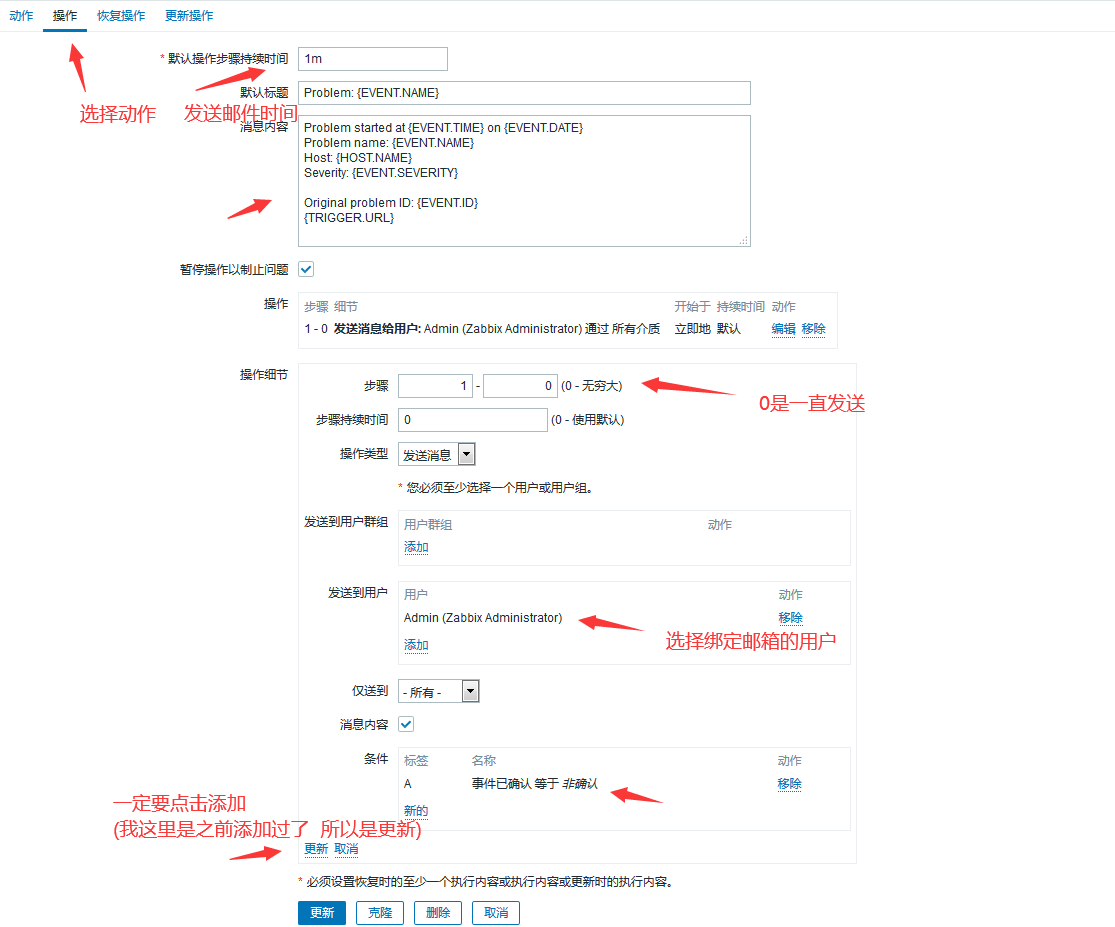 动作 操作 恢复操作 更新操作
* 默认操作步骤持续时间 1m
默认标题 Problem: {EVENT.NAME}
选择动作 发送邮件时间
消息内容 Problem started at {EVENT.TIME} on {EVENT.DATE}
Problem name: {EVENT.NAME}
Host: {HOST.NAME}
Severity: {EVENT.SEVERITY}
Original problem ID: {EVENT.ID}
{TRIGGER.URL}
暂停操作以制止问题
操作 步骤 细节 开始于 持续时间 动作
1 - 0 发送消息给用户: Admin (Zabbix Administrator) 通过 所有介质 立即地 默认 编辑 移除
操作细节
步骤 1 - 0 (0 - 无穷大)
0是一直发送
步骤持续时间 0 (0 - 使用默认)
操作类型 发送消息
* 您必须至少选择一个用户或用户组。
发送到用户群组 用户群组 动作
添加
发送到用户 用户 动作
Admin (Zabbix Administrator) 移除
选择绑定邮箱的用户
添加
仅送到 - 所有 -
消息内容
条件 标签 名称 动作
A 事件已确认 等于 非确认 移除
新的
一定要点击添加
(我这里是之前添加过了 所以是更新)
更新 取消
* 必须设置恢复时的至少一个执行内容或执行内容或更新时的执行内容。
更新 克隆 删除 取消